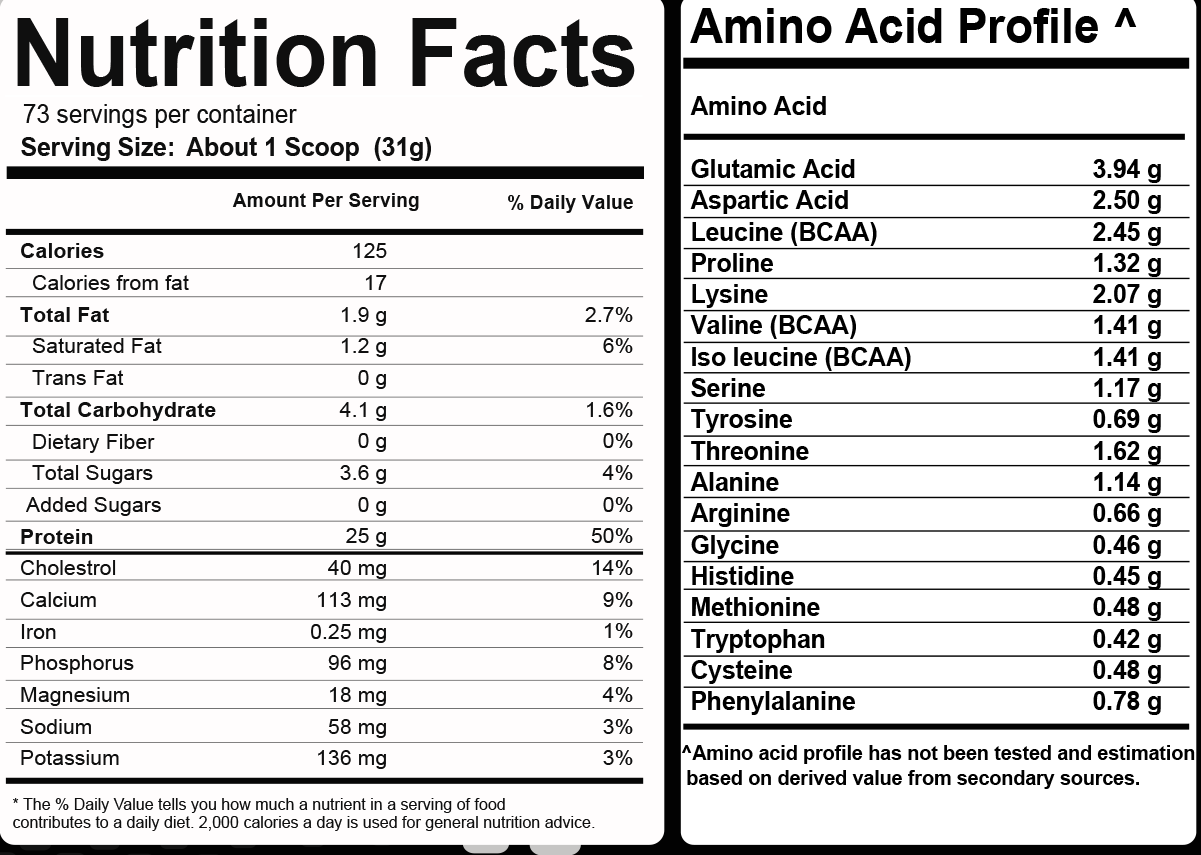 Nutrition Facts
73 servings per container
Serving Size: About 1 Scoop (31g)
Amount Per Serving % Daily Value
Calories 125
Calories from fat 17
Total Fat 1.9 g 2.7%
Saturated Fat 1.2 g 6%
Trans Fat 0 g
Total Carbohydrate 4.1 g 1.6%
Dietary Fiber 0 g 0%
Total Sugars 3.6 g 4%
Added Sugars 0 g 0%
Protein 25 g 50%
Cholestrol 40 mg 14%
Calcium 113 mg 9%
Iron 0.25 mg 1%
Phosphorus 96 mg 8%
Magnesium 18 mg 4%
Sodium 58 mg 3%
Potassium 136 mg 3%
* The % Daily Value tells you how much a nutrient in a serving of food
contributes to a daily diet. 2,000 calories a day is used for general nutrition advice.
Amino Acid Profile ^
Amino Acid
Glutamic Acid 3.94 g
Aspartic Acid 2.50 g
Leucine (BCAA) 2.45 g
Proline 1.32 g
Lysine 2.07 g
Valine (BCAA) 1.41 g
Iso leucine (BCAA) 1.41 g
Serine 1.17 g
Tyrosine 0.69 g
Threonine 1.62 g
Alanine 1.14 g
Arginine 0.66 g
Glycine 0.46 g
Histidine 0.45 g
Methionine 0.48 g
Tryptophan 0.42 g
Cysteine 0.48 g
Phenylalanine 0.78 g
^Amino acid profile has not been tested and estimation
based on derived value from secondary sources.